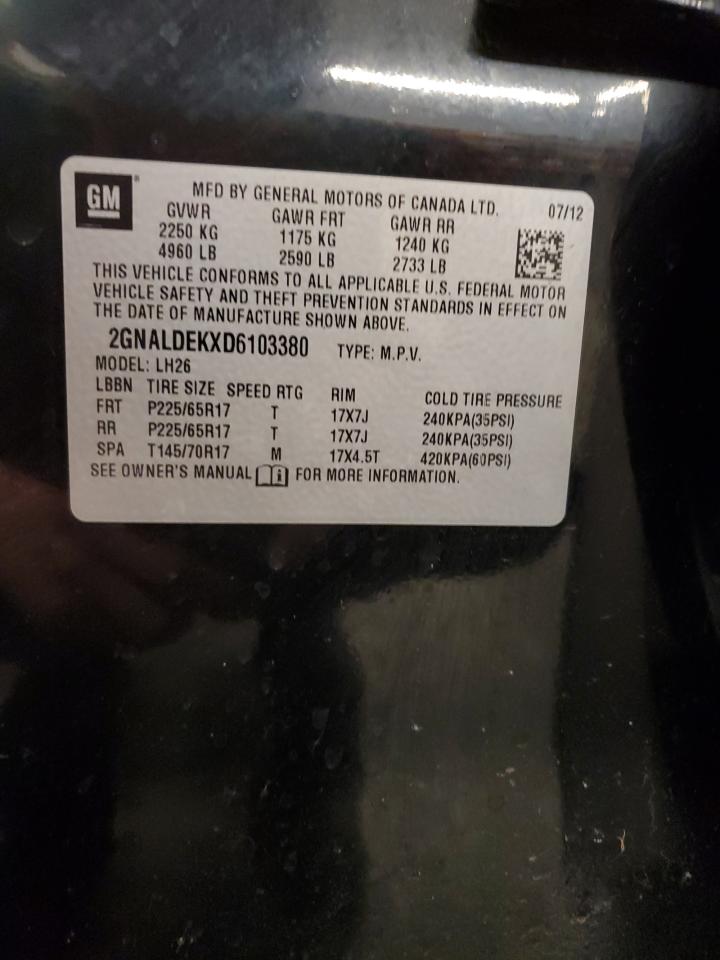 GM
MFD BY GENERAL MOTORS OF CANADA LTD. 07/12
GVWR GAWR FRT GAWR RR
2250 KG 1175 KG 1240 KG
4960 LB 2590 LB 2733 LB
THIS VEHICLE CONFORMS TO ALL APPLICABLE U.S. FEDERAL MOTOR
VEHICLE SAFETY AND THEFT PREVENTION STANDARDS IN EFFECT ON
THE DATE OF MANUFACTURE SHOWN ABOVE.
2GNALDEKXD6103380 TYPE: M.P.V.
MODEL: LH26
LBBN TIRE SIZE SPEED RTG RIM COLD TIRE PRESSURE
FRT P225/65R17 T 17X7J 240KPA(35PSI)
RR P225/65R17 T 17X7J 240KPA(35PSI)
SPA T145/70R17 M 17X4.5T 420KPA(60PSI)
SEE OWNER'S MANUAL i FOR MORE INFORMATION.